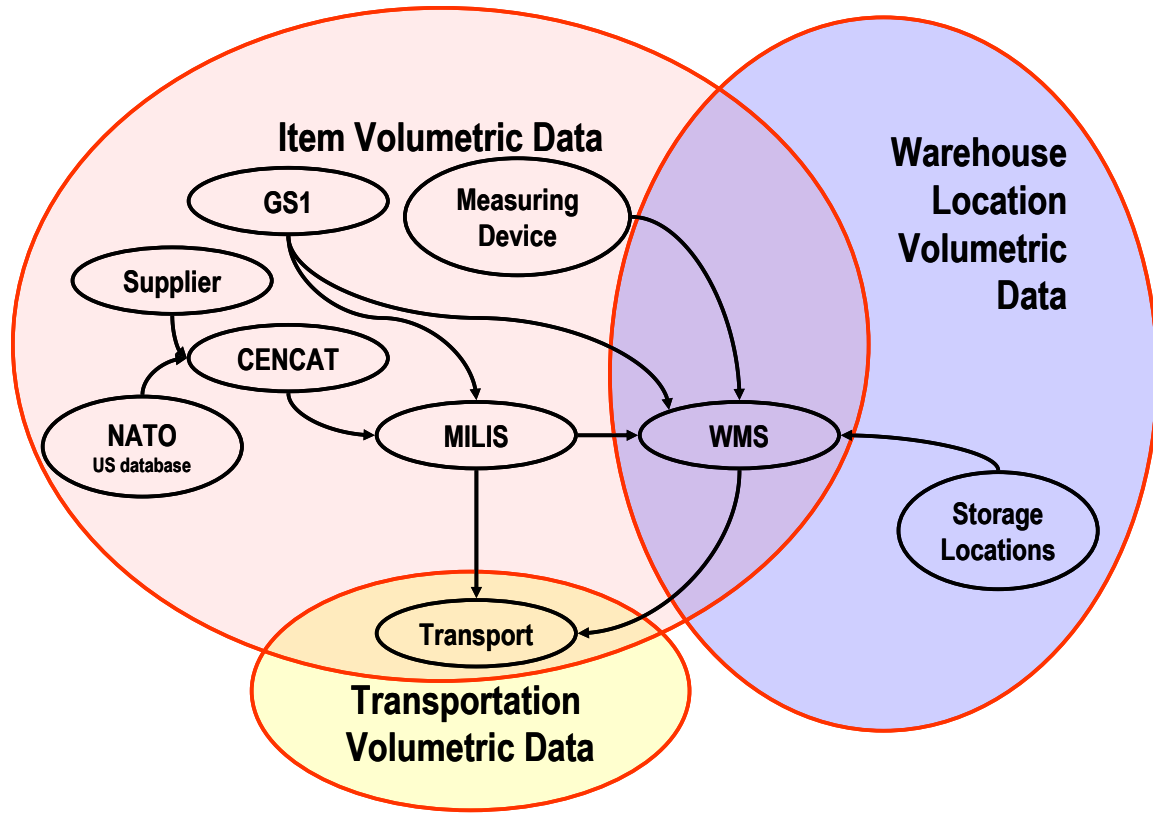 Item Volumetric Data
Warehouse
Location
Volumetric
Data
GS1
Measuring
Device
Supplier
CENCAT
NATO
US database
MILIS
WMS
Storage
Locations
Transport
Transportation
Volumetric Data